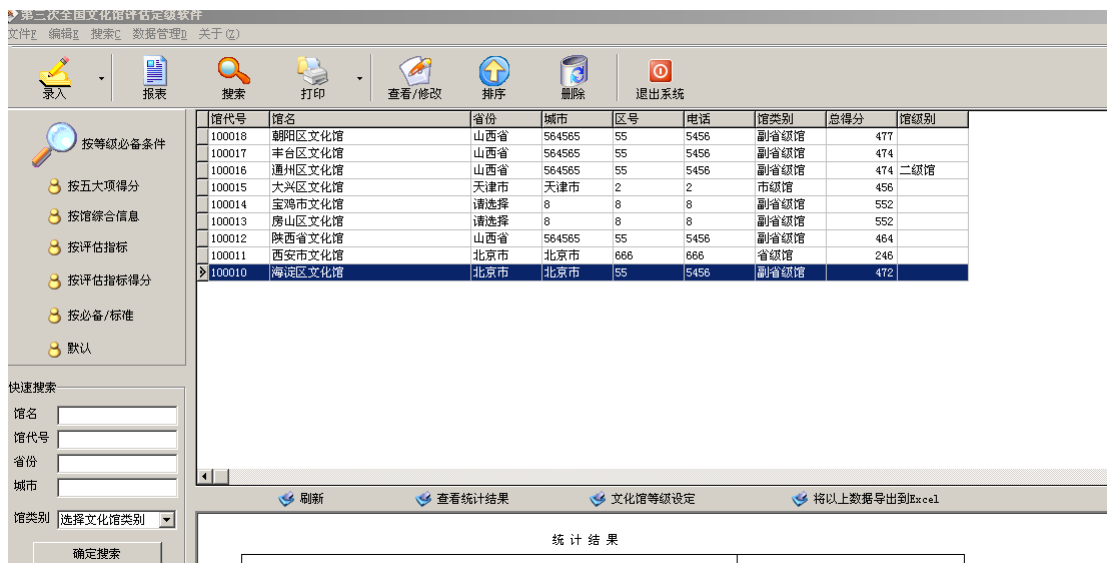 第三次全国文化馆评估定级软件
文件F 编辑E 搜索C 数据管理D 关于(Z)
录入 报表 搜索 打印 查看/修改 排序 删除 退出系统
按等级必备条件
按五大项得分
按馆综合信息
按评估指标
按评估指标得分
按必备/标准
默认
馆代号 馆名 省份 城市 区号 电话 馆类别 总得分 馆级别
100018 朝阳区文化馆 山西省 564565 55 5456 副省级馆 477
100017 丰台区文化馆 山西省 564565 55 5456 副省级馆 474
100016 通州区文化馆 山西省 564565 55 5456 副省级馆 474 二级馆
100015 大兴区文化馆 天津市 天津市 2 2 市级馆 456
100014 宝鸡市文化馆 请选择 8 8 8 副省级馆 552
100013 房山区文化馆 请选择 8 8 8 副省级馆 552
100012 陕西省文化馆 山西省 564565 55 5456 副省级馆 464
100011 西安市文化馆 北京市 北京市 666 666 省级馆 246
100010 海淀区文化馆 北京市 北京市 55 5456 副省级馆 472
快速搜索
馆名
馆代号
省份
城市
馆类别 选择文化馆类别
确定搜索
刷新 查看统计结果 文化馆等级设定 将以上数据导出到Excel
统 计 结 果